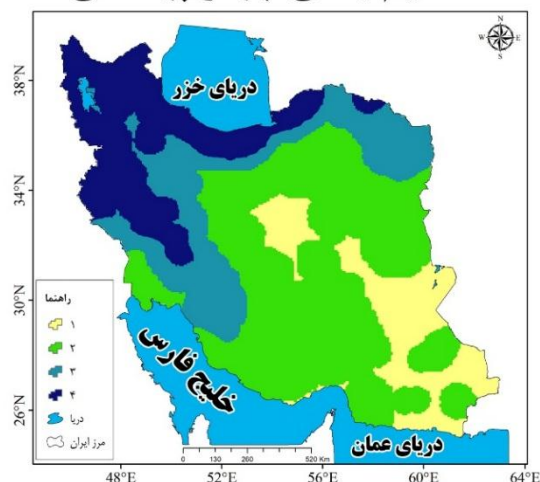 N
W E
S
38°N
34°N
30°N
26°N
دریای خزر
خلیج فارس
دریای عمان
راهنما
۱
۲
۳
۴
دریا
مرز ایران
0 130 260 520 Km
48°E 52°E 56°E 60°E 64°E